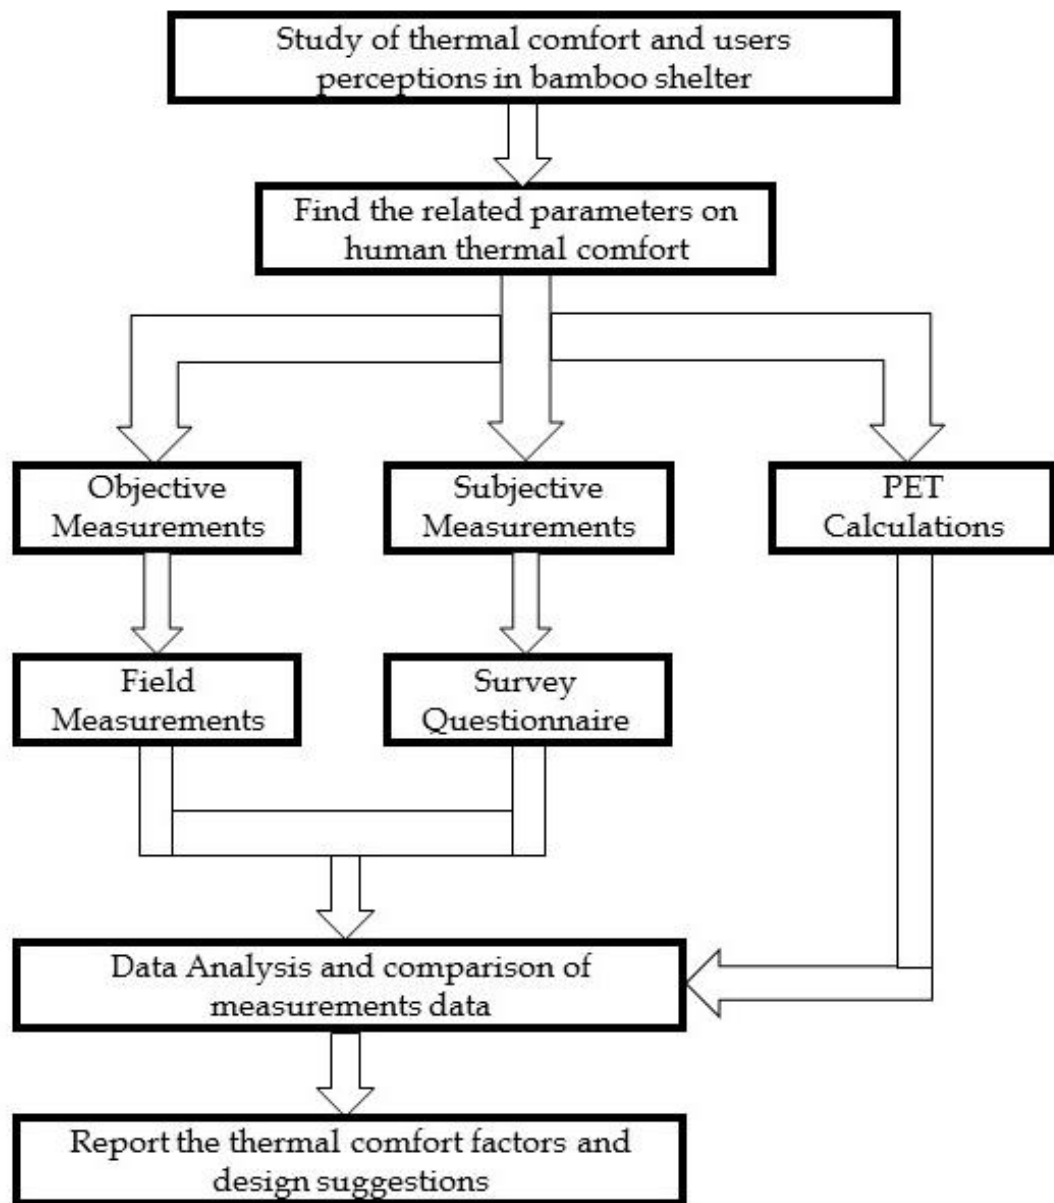 Study of thermal comfort and users
perceptions in bamboo shelter
Find the related parameters on
human thermal comfort
Objective
Measurements
Subjective
Measurements
PET
Calculations
Field
Measurements
Survey
Questionnaire
Data Analysis and comparison of
measurements data
Report the thermal comfort factors and
design suggestions